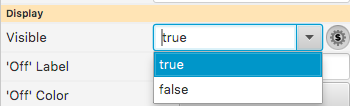 Display
Visible true
'Off' Label true
false
'Off' Color